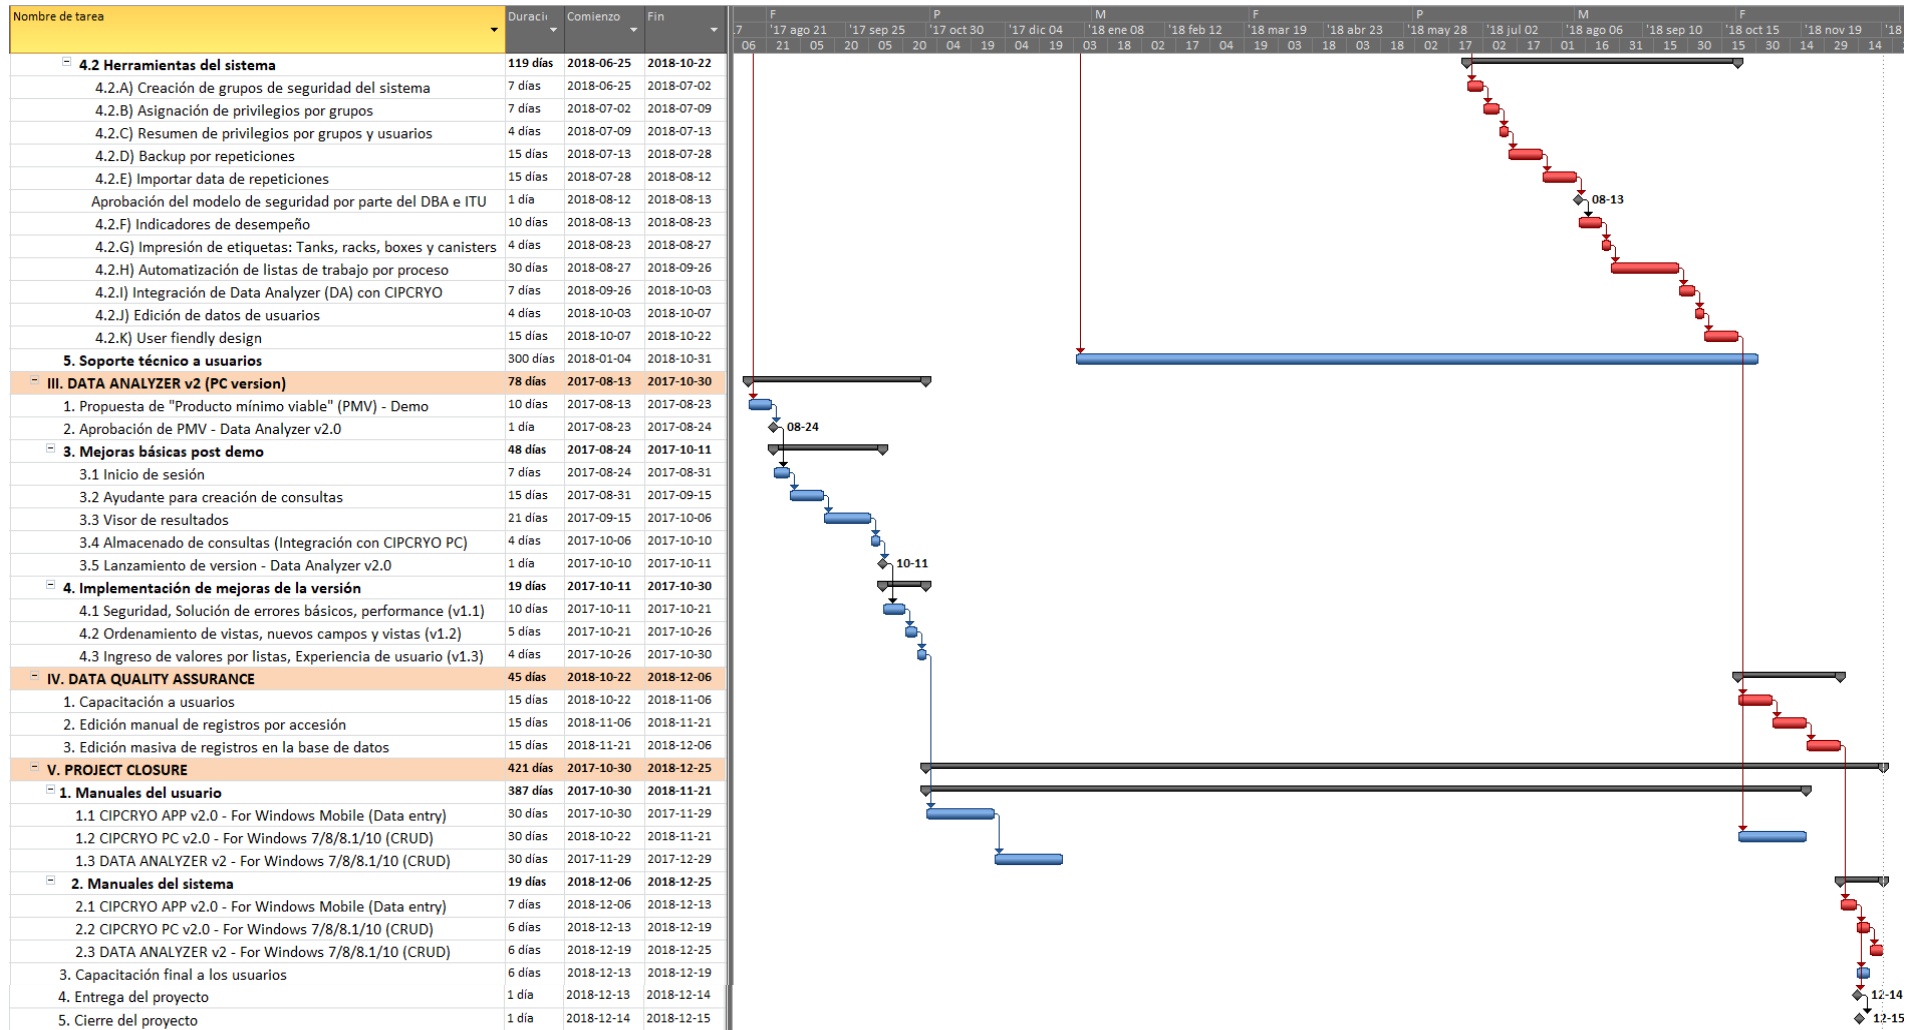 Nombre de tarea Duració Comienzo Fin
F P M F P M F
7 '17 ago 21 '17 sep 25 '17 oct 30 '17 dic 04 '18 ene 08 '18 feb 12 '18 mar 19 '18 abr 23 '18 may 28 '18 jul 02 '18 ago 06 '18 sep 10 '18 oct 15 '18 nov 19 '18
06 21 05 20 05 20 04 19 04 19 03 18 02 17 04 19 03 18 03 18 02 17 02 17 01 16 31 15 30 15 30 14 29 14
4.2 Herramientas del sistema 119 días 2018-06-25 2018-10-22
4.2.A) Creación de grupos de seguridad del sistema 7 días 2018-06-25 2018-07-02
4.2.B) Asignación de privilegios por grupos 7 días 2018-07-02 2018-07-09
4.2.C) Resumen de privilegios por grupos y usuarios 4 días 2018-07-09 2018-07-13
4.2.D) Backup por repeticiones 15 días 2018-07-13 2018-07-28
4.2.E) Importar data de repeticiones 15 días 2018-07-28 2018-08-12
Aprobación del modelo de seguridad por parte del DBA e ITU 1 día 2018-08-12 2018-08-13 08-13
4.2.F) Indicadores de desempeño 10 días 2018-08-13 2018-08-23
4.2.G) Impresión de etiquetas: Tanks, racks, boxes y canisters 4 días 2018-08-23 2018-08-27
4.2.H) Automatización de listas de trabajo por proceso 30 días 2018-08-27 2018-09-26
4.2.I) Integración de Data Analyzer (DA) con CIPCRYO 7 días 2018-09-26 2018-10-03
4.2.J) Edición de datos de usuarios 4 días 2018-10-03 2018-10-07
4.2.K) User fiendly design 15 días 2018-10-07 2018-10-22
5. Soporte técnico a usuarios 300 días 2018-01-04 2018-10-31
III. DATA ANALYZER v2 (PC version) 78 días 2017-08-13 2017-10-30
1. Propuesta de "Producto mínimo viable" (PMV) - Demo 10 días 2017-08-13 2017-08-23
2. Aprobación de PMV - Data Analyzer v2.0 1 día 2017-08-23 2017-08-24 08-24
3. Mejoras básicas post demo 48 días 2017-08-24 2017-10-11
3.1 Inicio de sesión 7 días 2017-08-24 2017-08-31
3.2 Ayudante para creación de consultas 15 días 2017-08-31 2017-09-15
3.3 Visor de resultados 21 días 2017-09-15 2017-10-06
3.4 Almacenado de consultas (Integración con CIPCRYO PC) 4 días 2017-10-06 2017-10-10
3.5 Lanzamiento de version - Data Analyzer v2.0 1 día 2017-10-10 2017-10-11 10-11
4. Implementación de mejoras de la versión 19 días 2017-10-11 2017-10-30
4.1 Seguridad, Solución de errores básicos, performance (v1.1) 10 días 2017-10-11 2017-10-21
4.2 Ordenamiento de vistas, nuevos campos y vistas (v1.2) 5 días 2017-10-21 2017-10-26
4.3 Ingreso de valores por listas, Experiencia de usuario (v1.3) 4 días 2017-10-26 2017-10-30
IV. DATA QUALITY ASSURANCE 45 días 2018-10-22 2018-12-06
1. Capacitación a usuarios 15 días 2018-10-22 2018-11-06
2. Edición manual de registros por accesión 15 días 2018-11-06 2018-11-21
3. Edición masiva de registros en la base de datos 15 días 2018-11-21 2018-12-06
V. PROJECT CLOSURE 421 días 2017-10-30 2018-12-25
1. Manuales del usuario 387 días 2017-10-30 2018-11-21
1.1 CIPCRYO APP v2.0 - For Windows Mobile (Data entry) 30 días 2017-10-30 2017-11-29
1.2 CIPCRYO PC v2.0 - For Windows 7/8/8.1/10 (CRUD) 30 días 2018-10-22 2018-11-21
1.3 DATA ANALYZER v2 - For Windows 7/8/8.1/10 (CRUD) 30 días 2017-11-29 2017-12-29
2. Manuales del sistema 19 días 2018-12-06 2018-12-25
2.1 CIPCRYO APP v2.0 - For Windows Mobile (Data entry) 7 días 2018-12-06 2018-12-13
2.2 CIPCRYO PC v2.0 - For Windows 7/8/8.1/10 (CRUD) 6 días 2018-12-13 2018-12-19
2.3 DATA ANALYZER v2 - For Windows 7/8/8.1/10 (CRUD) 6 días 2018-12-19 2018-12-25
3. Capacitación final a los usuarios 6 días 2018-12-13 2018-12-19
4. Entrega del proyecto 1 día 2018-12-13 2018-12-14 12-14
5. Cierre del proyecto 1 día 2018-12-14 2018-12-15 12-15